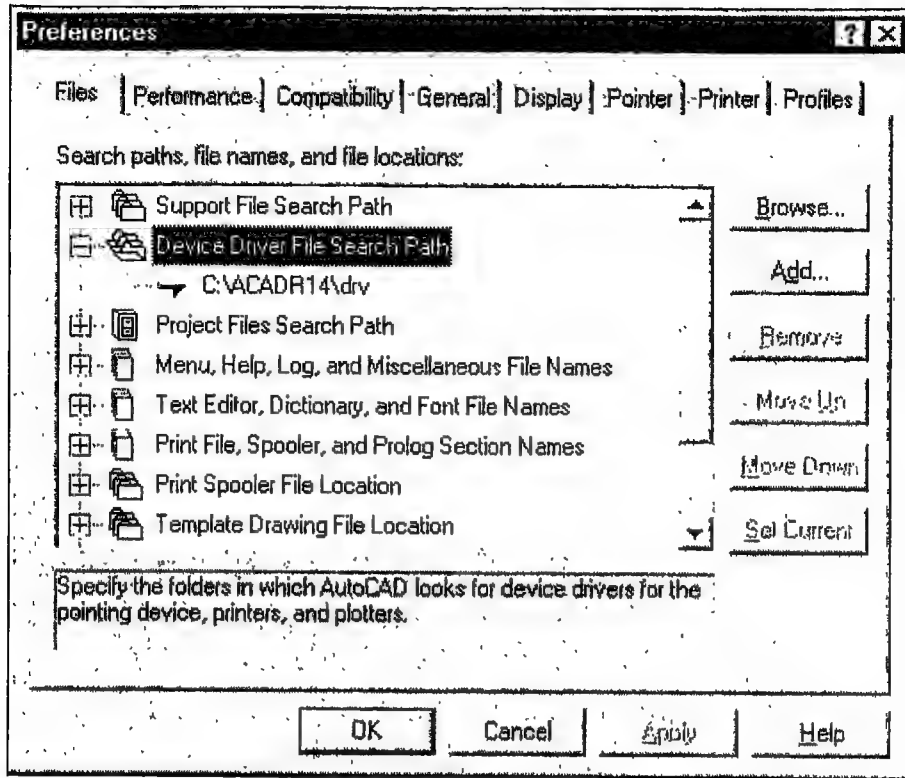 Preferences
Files Performance Compatibility General Display Pointer Printer Profiles
Search paths, file names, and file locations:
Support File Search Path
Device Driver File Search Path
C:\ACADR14\drv
Project Files Search Path
Menu, Help, Log, and Miscellaneous File Names
Text Editor, Dictionary, and Font File Names
Print File, Spooler, and Prolog Section Names
Print Spooler File Location
Template Drawing File Location
Browse...
Add...
Remove
Move Up
Move Down
Set Current
Specify the folders in which AutoCAD looks for device drivers for the
pointing device, printers, and plotters.
OK Cancel Apply Help